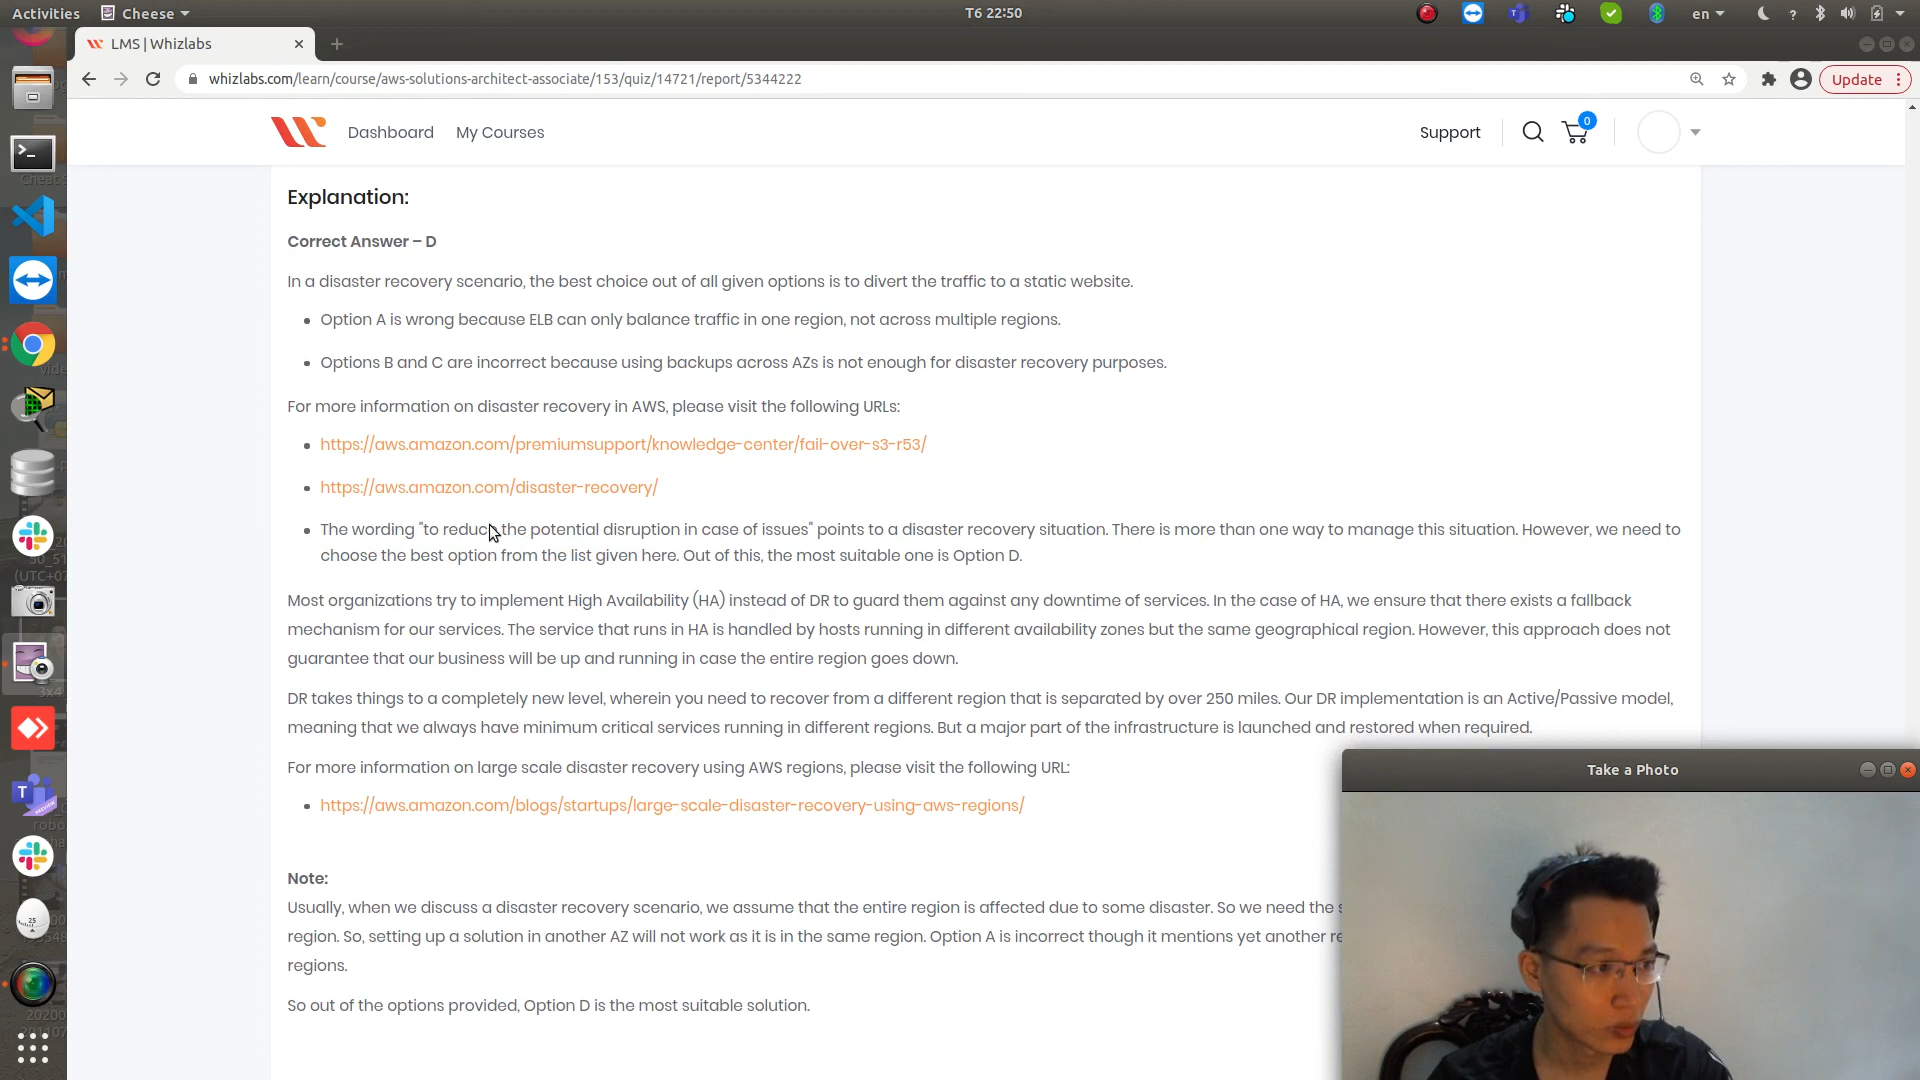 Activities
Cheese
T6 22:50
en
LMS | Whizlabs
whizlabs.com/learn/course/aws-solutions-architect-associate/153/quiz/14721/report/5344222
Update
Dashboard
My Courses
Support
0
Explanation:
Correct Answer – D
In a disaster recovery scenario, the best choice out of all given options is to divert the traffic to a static website.
Option A is wrong because ELB can only balance traffic in one region, not across multiple regions.
Options B and C are incorrect because using backups across AZs is not enough for disaster recovery purposes.
For more information on disaster recovery in AWS, please visit the following URLs:
https://aws.amazon.com/premiumsupport/knowledge-center/fail-over-s3-r53/
https://aws.amazon.com/disaster-recovery/
The wording "to reduce the potential disruption in case of issues" points to a disaster recovery situation. There is more than one way to manage this situation. However, we need to
choose the best option from the list given here. Out of this, the most suitable one is Option D.
Most organizations try to implement High Availability (HA) instead of DR to guard them against any downtime of services. In the case of HA, we ensure that there exists a fallback
mechanism for our services. The service that runs in HA is handled by hosts running in different availability zones but the same geographical region. However, this approach does not
guarantee that our business will be up and running in case the entire region goes down.
DR takes things to a completely new level, wherein you need to recover from a different region that is separated by over 250 miles. Our DR implementation is an Active/Passive model,
meaning that we always have minimum critical services running in different regions. But a major part of the infrastructure is launched and restored when required.
For more information on large scale disaster recovery using AWS regions, please visit the following URL:
https://aws.amazon.com/blogs/startups/large-scale-disaster-recovery-using-aws-regions/
Note:
Usually, when we discuss a disaster recovery scenario, we assume that the entire region is affected due to some disaster. So we need the
region. So, setting up a solution in another AZ will not work as it is in the same region. Option A is incorrect though it mentions yet another
regions.
So out of the options provided, Option D is the most suitable solution.
Take a Photo